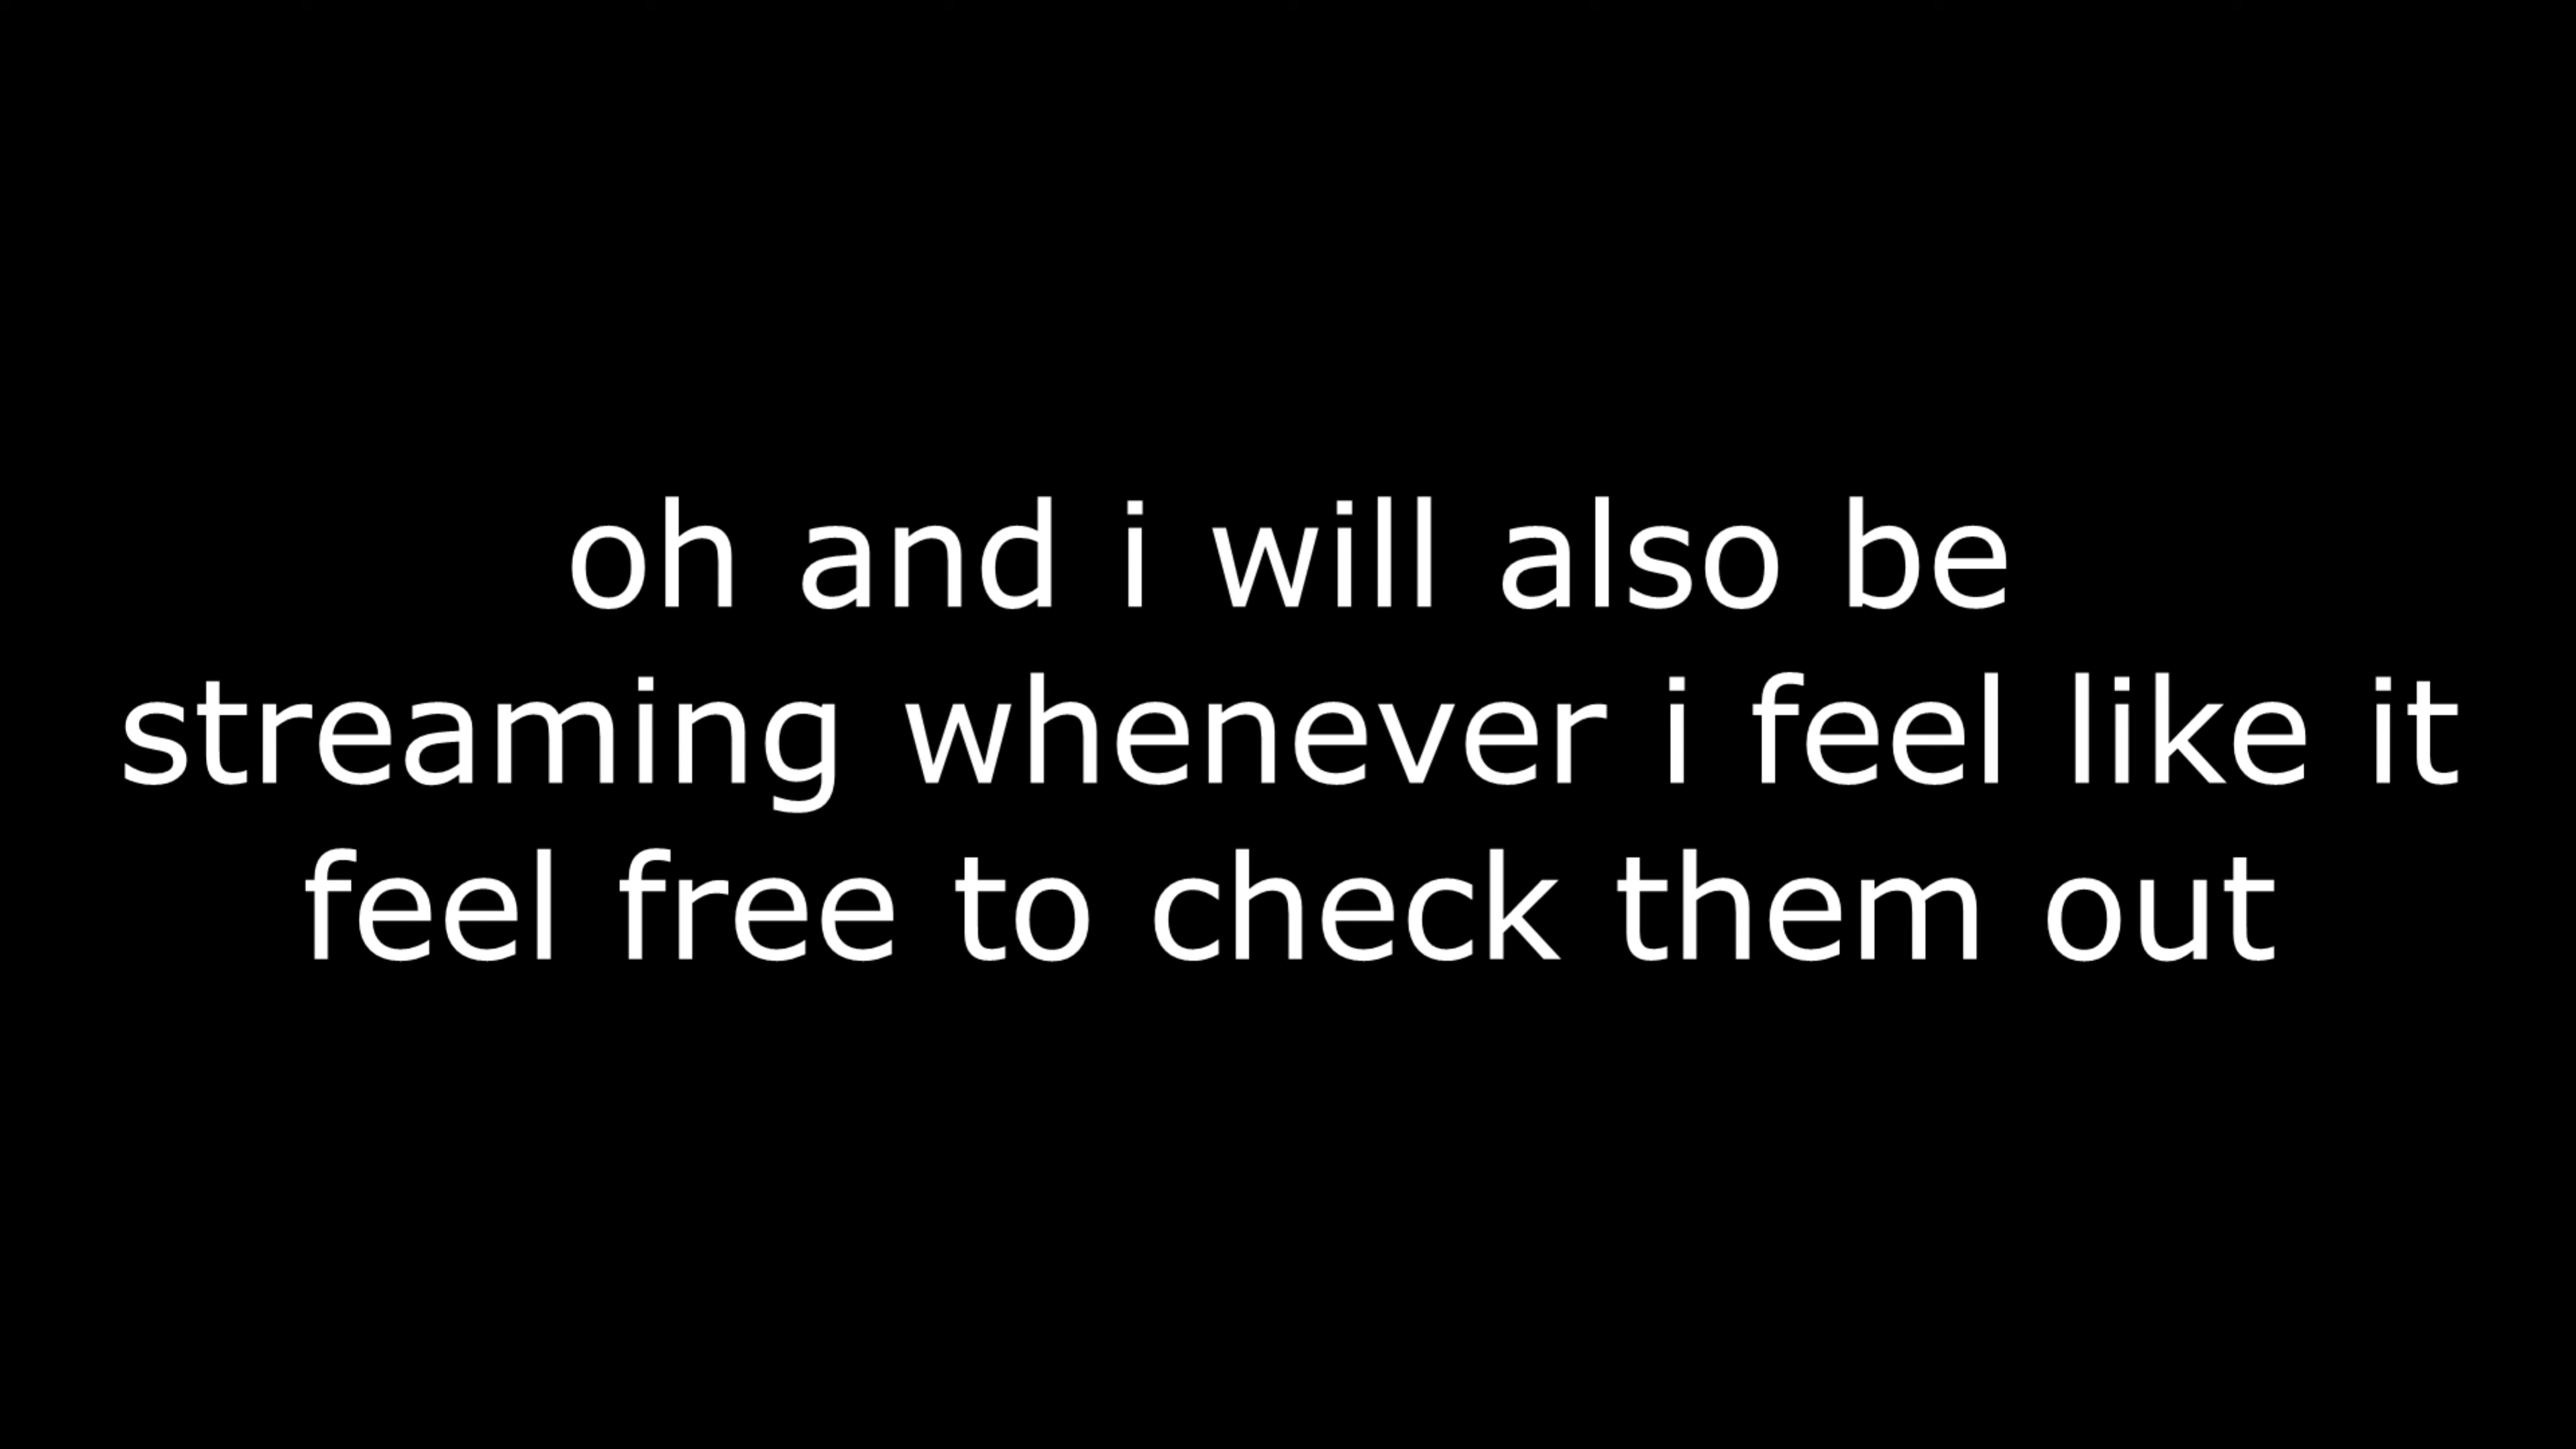 oh and i will also be
streaming whenever i feel like it
feel free to check them out